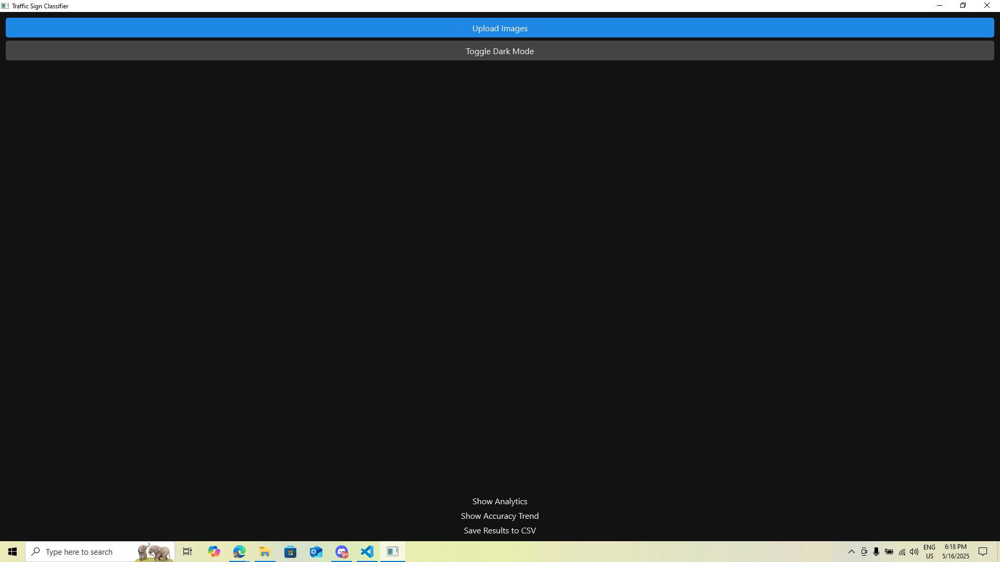 Traffic Sign Classifier
Upload Images
Toggle Dark Mode
Show Analytics
Show Accuracy Trend
Save Results to CSV
Type here to search
9+
ENG
US
6:18 PM
5/16/2025